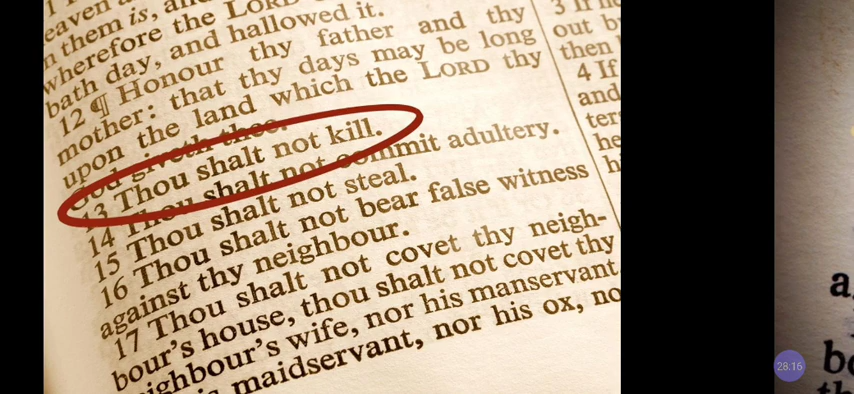 eaven a
n them is, and
wherefore the LORD
bath day, and hallowed it.
12 ¶ Honour thy father and thy
mother: that thy days may be long
upon the land which the LORD thy
God giveth thee.
13 Thou shalt not kill.
14 Thou shalt not commit adultery.
15 Thou shalt not steal.
16 Thou shalt not bear false witness
against thy neighbour.
17 Thou shalt not covet thy neigh-
bour's house, thou shalt not covet thy
neighbour's wife, nor his manservant
maidservant, nor his ox, no
3 If he
out b
then
4 If
and
ter
he
hi
a
be
th
28.16